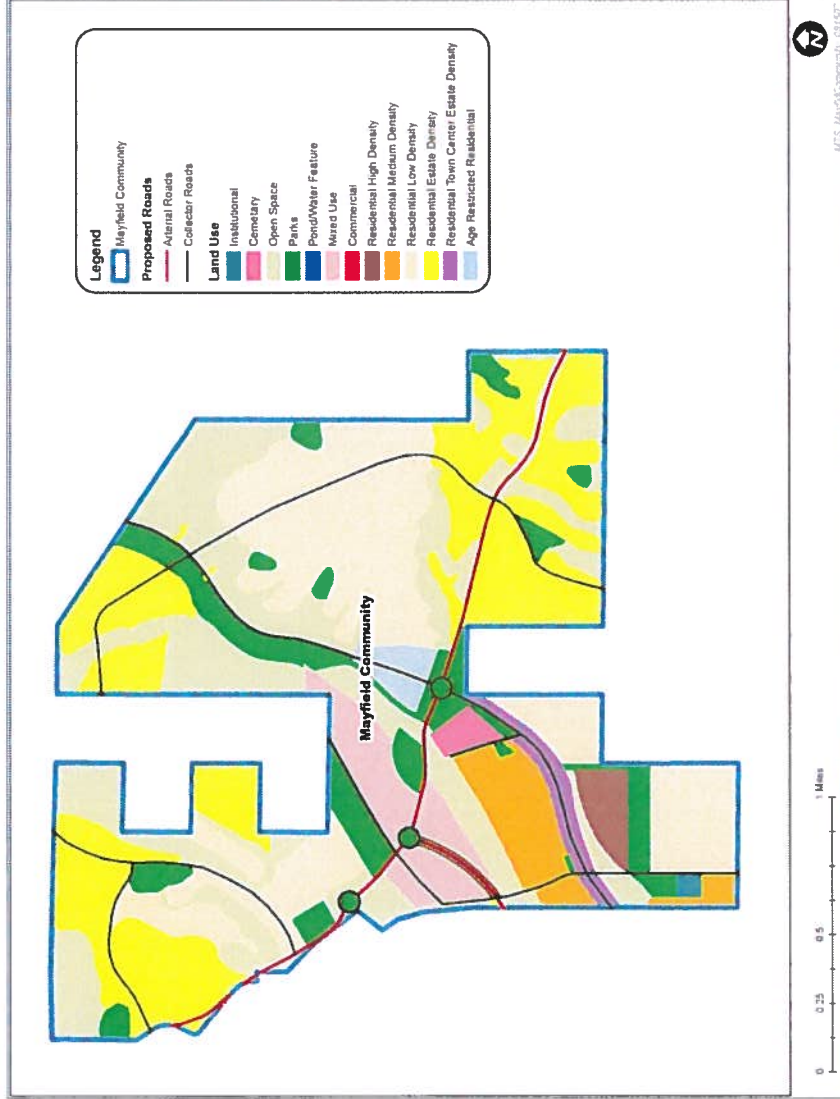 Legend
Mayfield Community
Proposed Roads
Arterial Roads
Collector Roads
Land Use
Institutional
Cemetary
Open Space
Parks
Pond/Water Feature
Mixed Use
Commercial
Residential High Density
Residential Medium Density
Residential Low Density
Residential Estate Density
Residential Town Center Estate Density
Age Restricted Residential
Mayfield Community
0 0.25 0.5 1 Miles
N